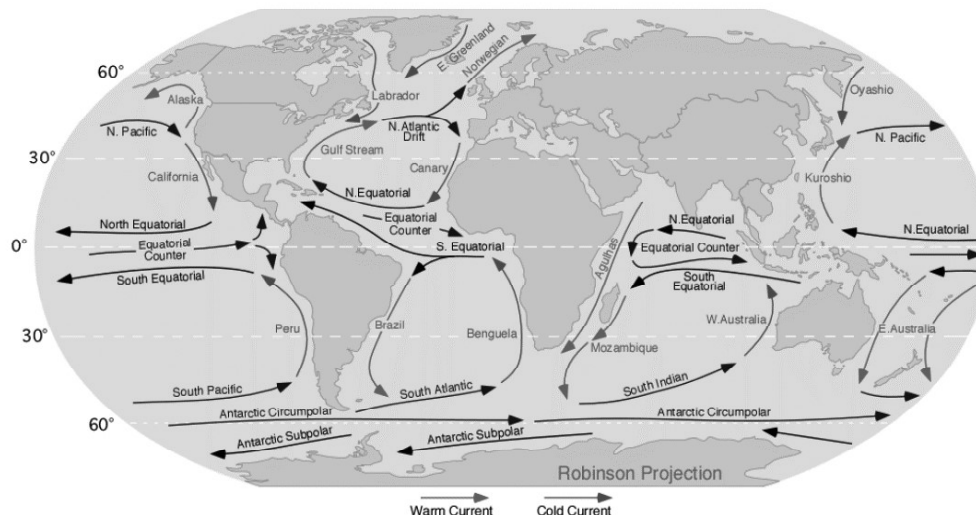 E. Greenland
Norwegian
60°
Alaska
Labrador
Oyashio
N. Pacific
N.Atlantic
Drift
N. Pacific
Gulf Stream
30°
California
Canary
Kuroshio
N.Equatorial
North Equatorial
Equatorial
Counter
N.Equatorial
N.Equatorial
0°
Equatorial
Counter
S. Equatorial
Agulhas
Equatorial Counter
South Equatorial
South
Equatorial
Peru
Brazil
Benguela
W.Australia
E.Australia
30°
Mozambique
South Pacific
South Atlantic
South Indian
Antarctic Circumpolar
Antarctic Circumpolar
60°
Antarctic Subpolar
Antarctic Subpolar
Robinson Projection
Warm Current
Cold Current